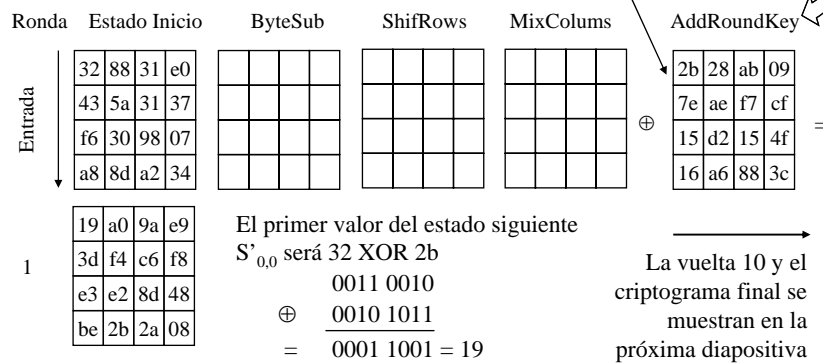 Ronda Estado Inicio ByteSub ShifRows MixColums AddRoundKey
Entrada
32 88 31 e0
43 5a 31 37
f6 30 98 07
a8 8d a2 34
⊕
2b 28 ab 09
7e ae f7 cf
15 d2 15 4f
16 a6 88 3c
=
1
19 a0 9a e9
3d f4 c6 f8
e3 e2 8d 48
be 2b 2a 08
El primer valor del estado siguiente
S’0,0 será 32 XOR 2b
0011 0010
⊕ 0010 1011
= 0001 1001 = 19
La vuelta 10 y el
criptograma final se
muestran en la
próxima diapositiva